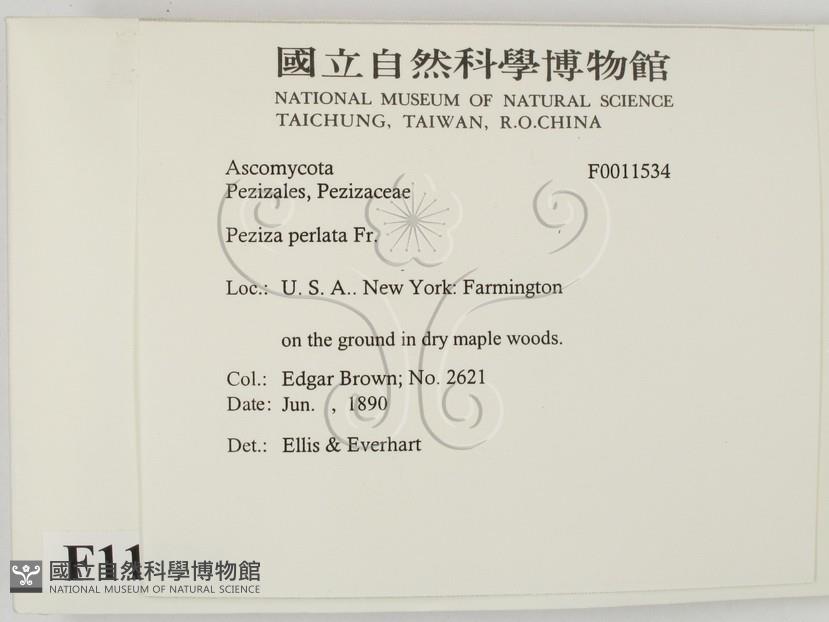 國立自然科學博物館
NATIONAL MUSEUM OF NATURAL SCIENCE
TAICHUNG, TAIWAN, R.O.CHINA
Ascomycota F0011534
Pezizales, Pezizaceae
Peziza perlata Fr.
Loc.: U. S. A.. New York: Farmington
on the ground in dry maple woods.
Col.: Edgar Brown; No. 2621
Date: Jun. , 1890
Det.: Ellis & Everhart
F11
國立自然科學博物館
NATIONAL MUSEUM OF NATURAL SCIENCE